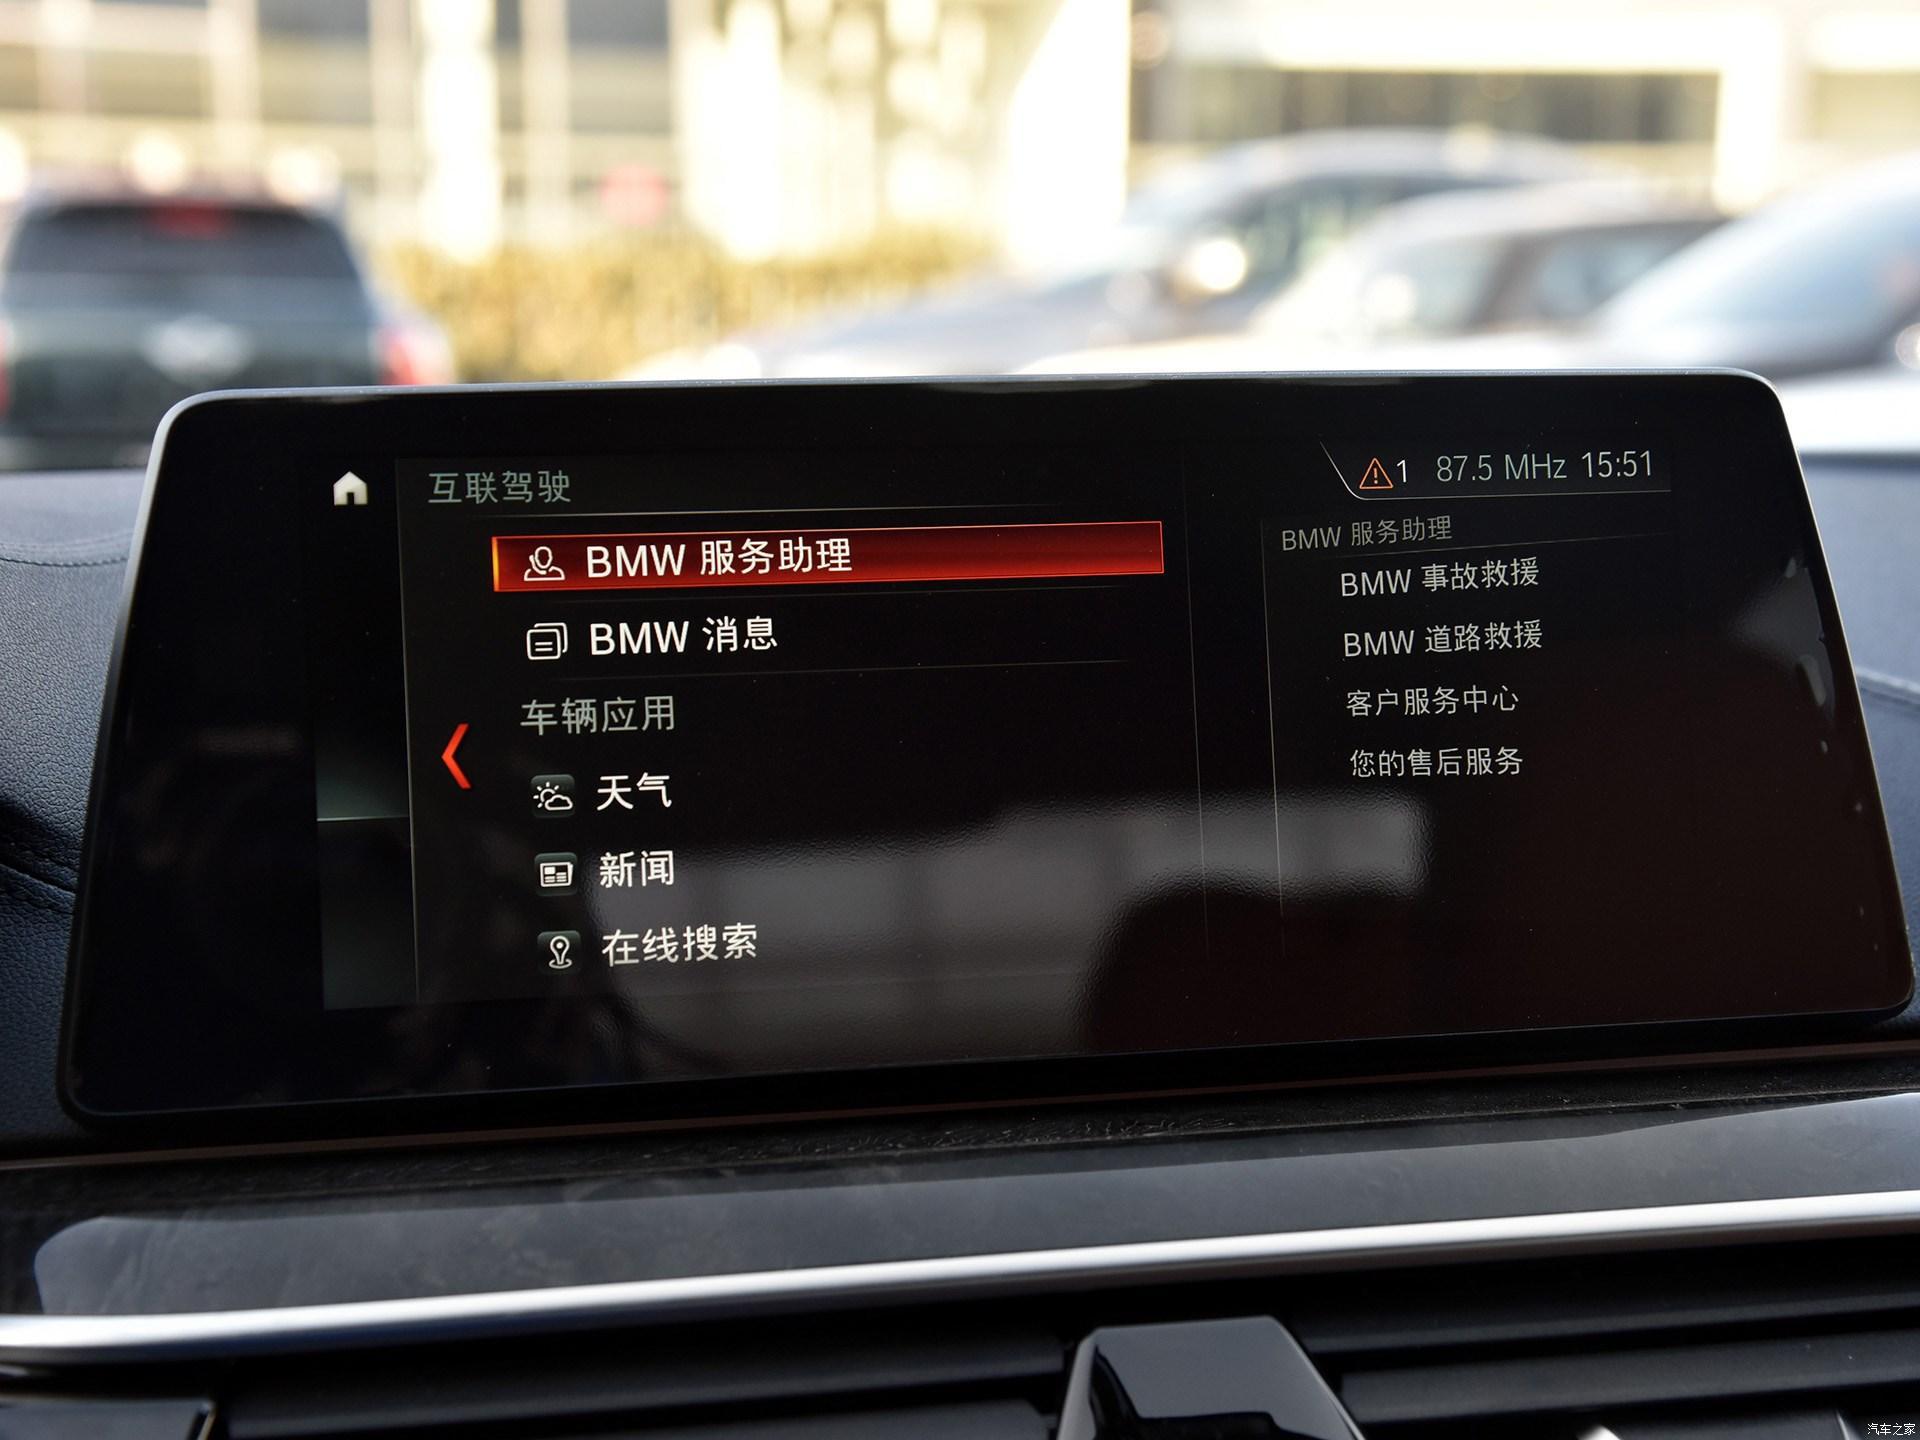 互联驾驶
1 87.5 MHz 15:51
BMW 服务助理
BMW 消息
车辆应用
天气
新闻
在线搜索
BMW 服务助理
BMW 事故救援
BMW 道路救援
客户服务中心
您的售后服务
汽车之家